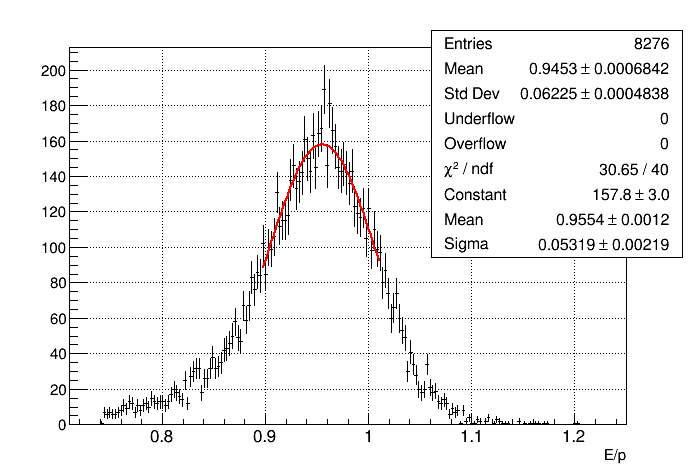 Entries 8276
Mean 0.9453 ± 0.0006842
Std Dev 0.06225 ± 0.0004838
Underflow 0
Overflow 0
χ² / ndf 30.65 / 40
Constant 157.8 ± 3.0
Mean 0.9554 ± 0.0012
Sigma 0.05319 ± 0.00219
200
180
160
140
120
100
80
60
40
20
0
0.8 0.9 1 1.1 1.2
E/p